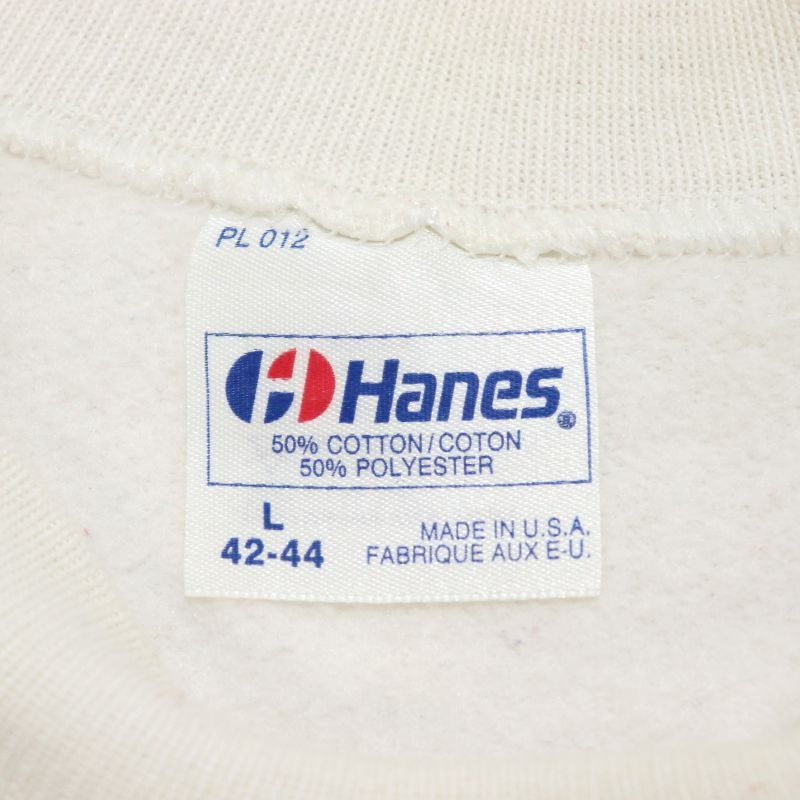 PL 012
Hanes®
50% COTTON/COTON
50% POLYESTER
L
42-44
MADE IN U.S.A.
FABRIQUE AUX E-U.